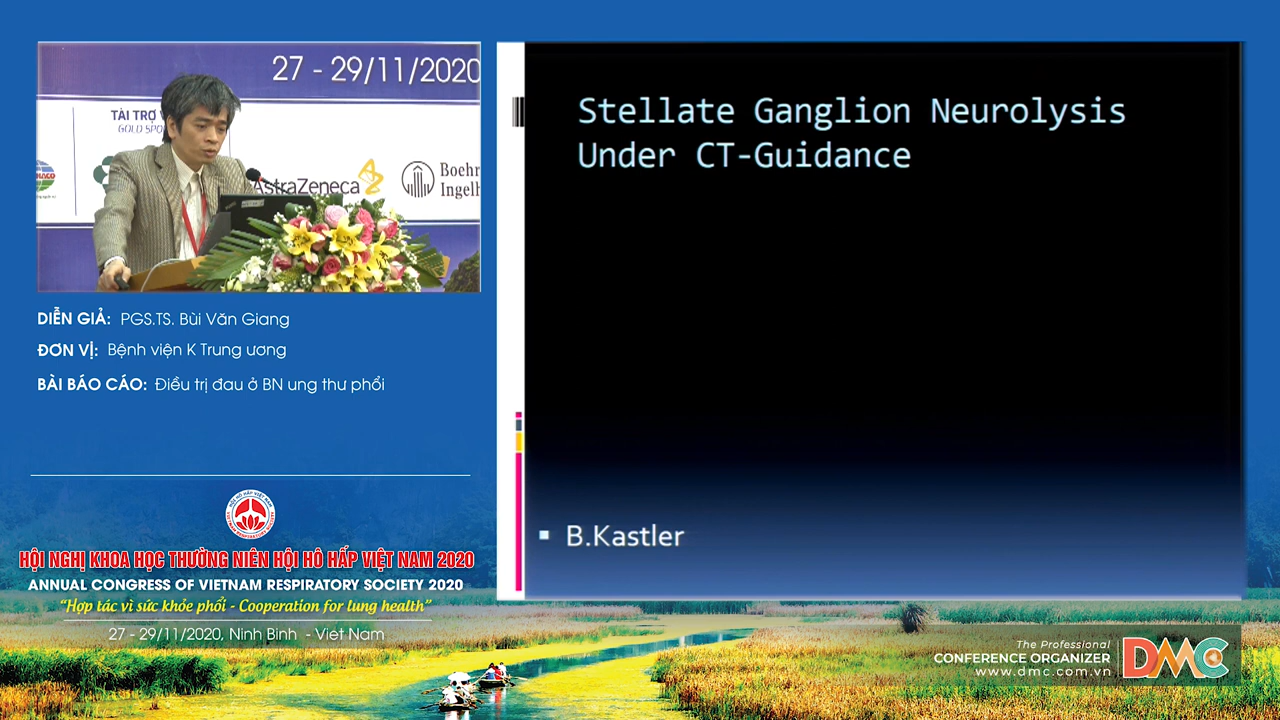 27 - 29/11/2020
TÀI TRỢ
GOLD
AstraZeneca
Boehr
Ingelh
DIỄN GIẢ: PGS.TS. Bùi Văn Giang
ĐƠN VỊ: Bệnh viện K Trung ương
BÀI BÁO CÁO: Điều trị đau ở BN ung thư phổi
HỘI NGHỊ KHOA HỌC THƯỜNG NIÊN HỘI HÔ HẤP VIỆT NAM 2020
ANNUAL CONGRESS OF VIETNAM RESPIRATORY SOCIETY 2020
“Hợp tác vì sức khỏe phổi - Cooperation for lung health”
27 - 29/11/2020, Ninh Bình - Viet Nam
Stellate Ganglion Neurolysis
Under CT-Guidance
▪ B.Kastler
The Professional
CONFERENCE ORGANIZER
www.dmc.com.vn
DMC